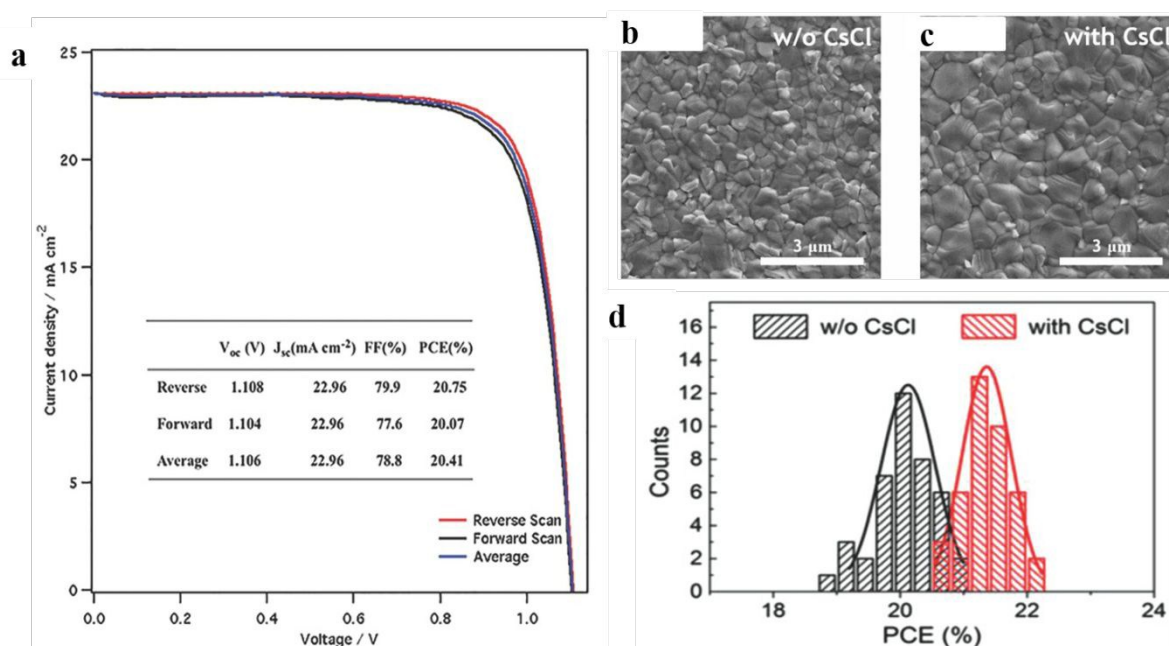 a
25
20
15
10
5
0
Current density / mA cm⁻²
0.0 0.2 0.4 0.6 0.8 1.0
Voltage / V
Voc (V) Jsc(mA cm⁻²) FF(%) PCE(%)
Reverse 1.108 22.96 79.9 20.75
Forward 1.104 22.96 77.6 20.07
Average 1.106 22.96 78.8 20.41
Reverse Scan
Forward Scan
Average
b
w/o CsCl
3 μm
c
with CsCl
3 μm
d
w/o CsCl with CsCl
16
14
12
10
8
6
4
2
0
Counts
18 20 22 24
PCE (%)